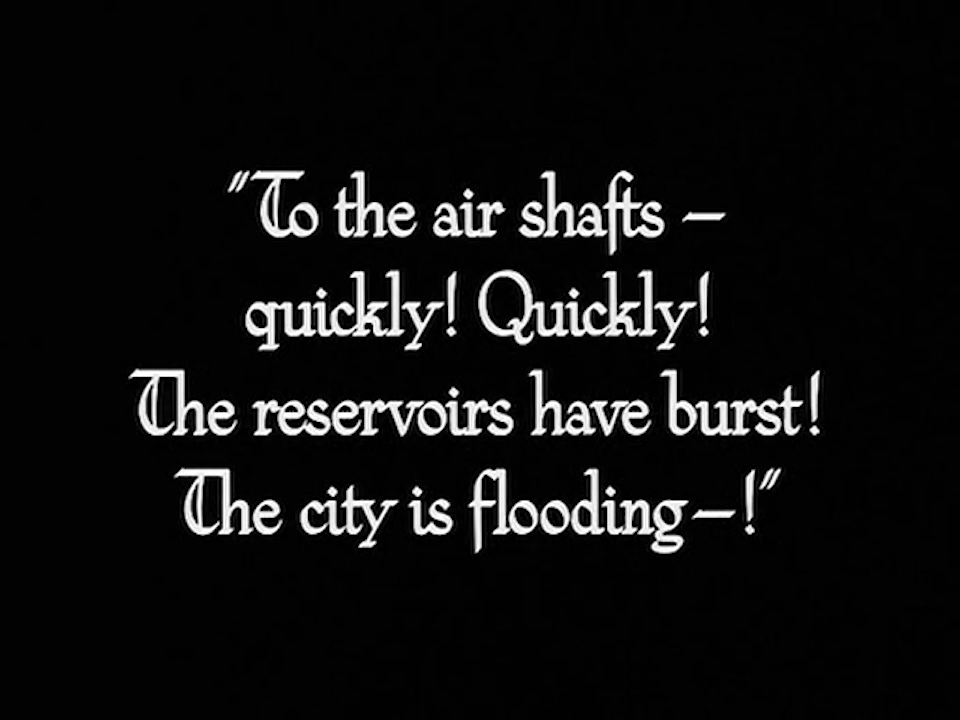 "To the air shafts –
quickly! Quickly!
The reservoirs have burst!
The city is flooding–!"